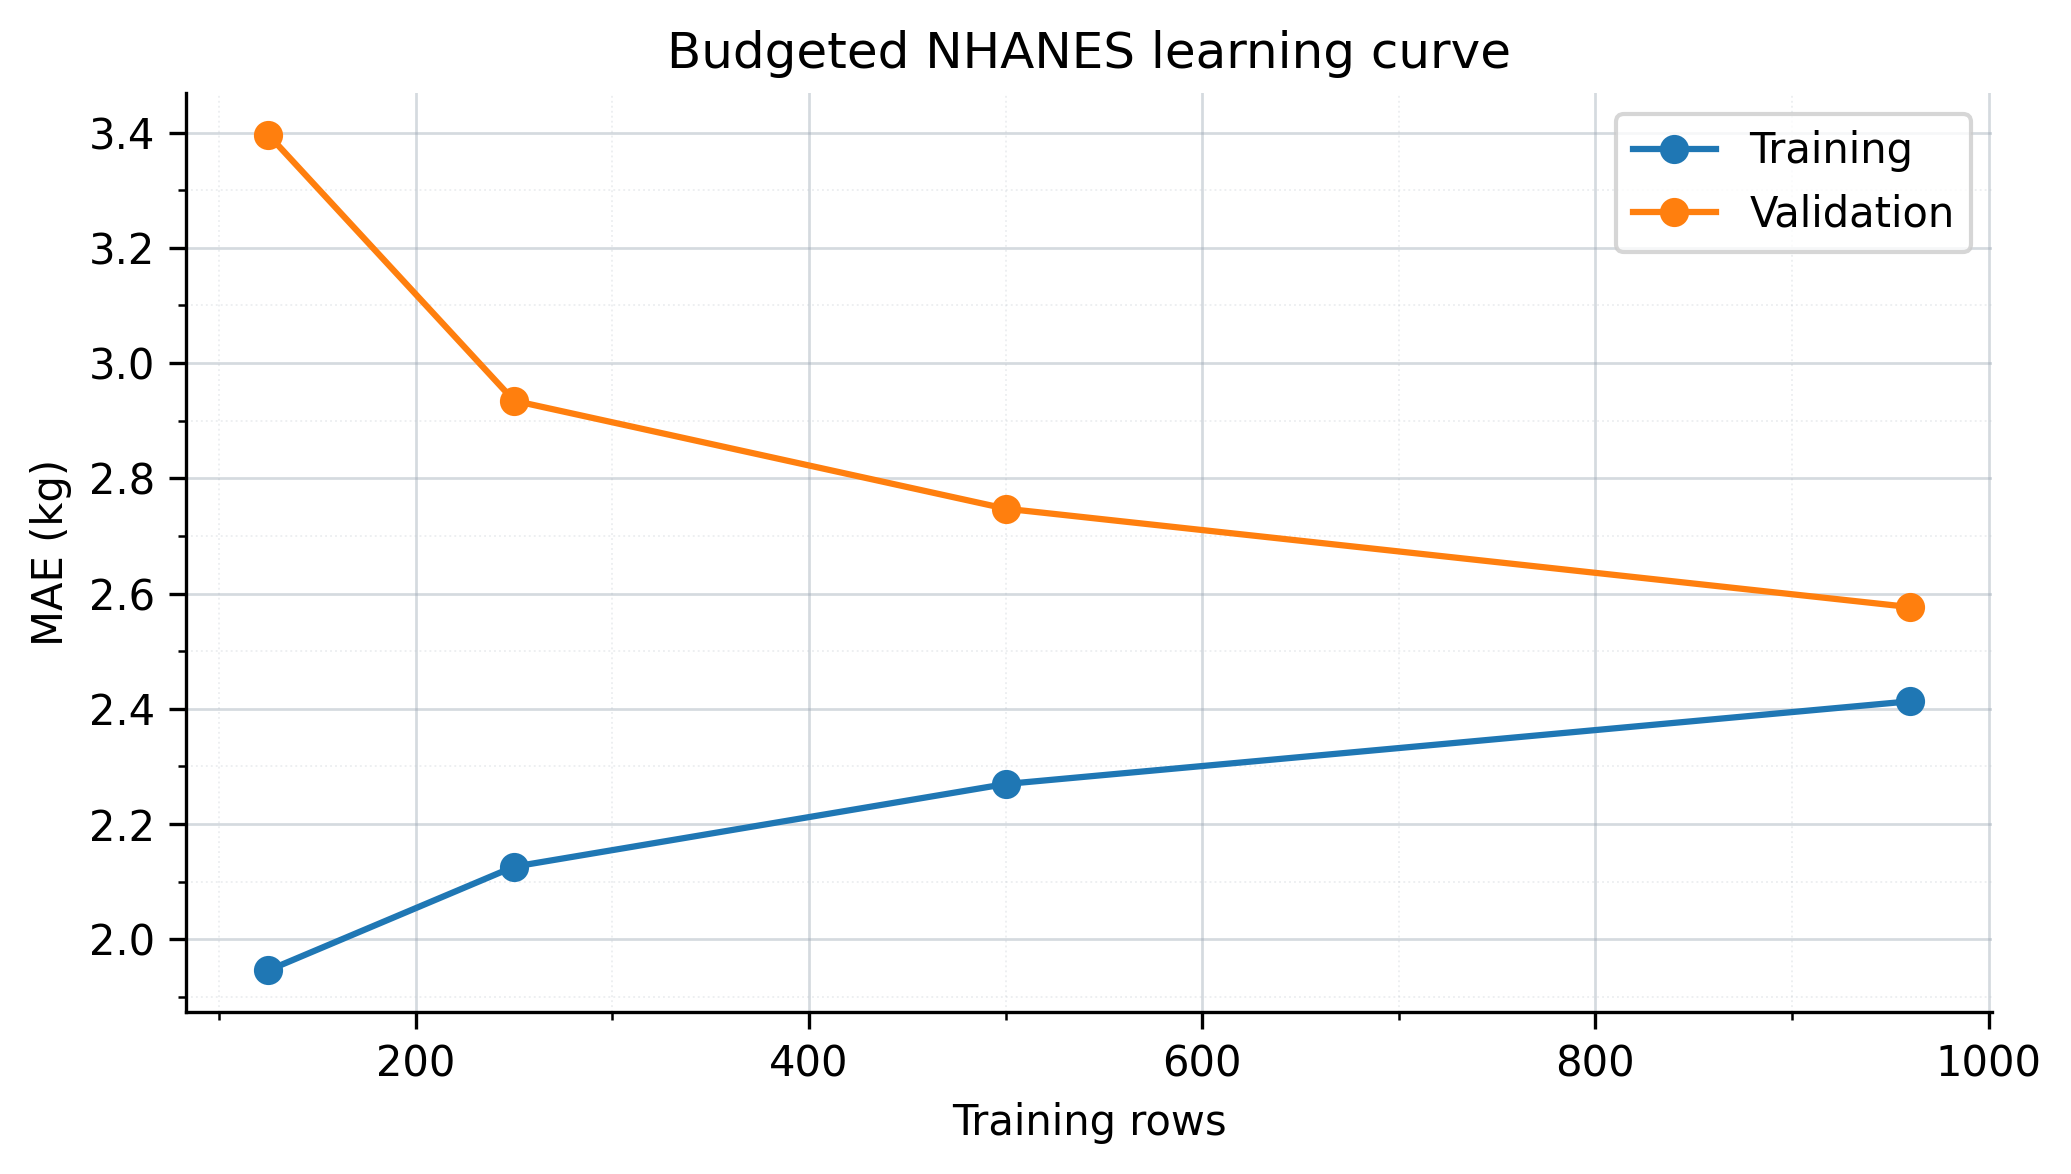 Budgeted NHANES learning curve
Training
Validation
3.4
3.2
3.0
2.8
2.6
2.4
2.2
2.0
MAE (kg)
200 400 600 800 1000
Training rows